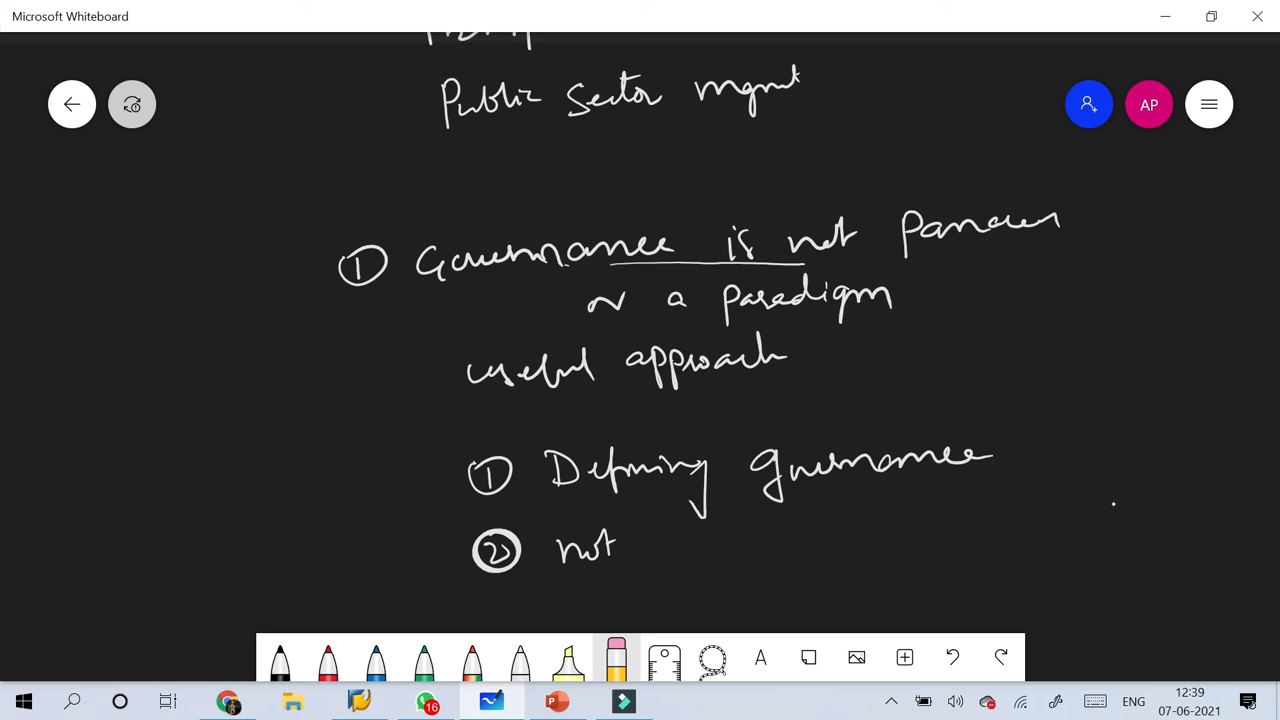 Microsoft Whiteboard
Public Sector mgmt
AP
① Governance is not Panacea
or a paradigm
useful approach
① Defining governance
② not
A
16
ENG
12:39
07-06-2021